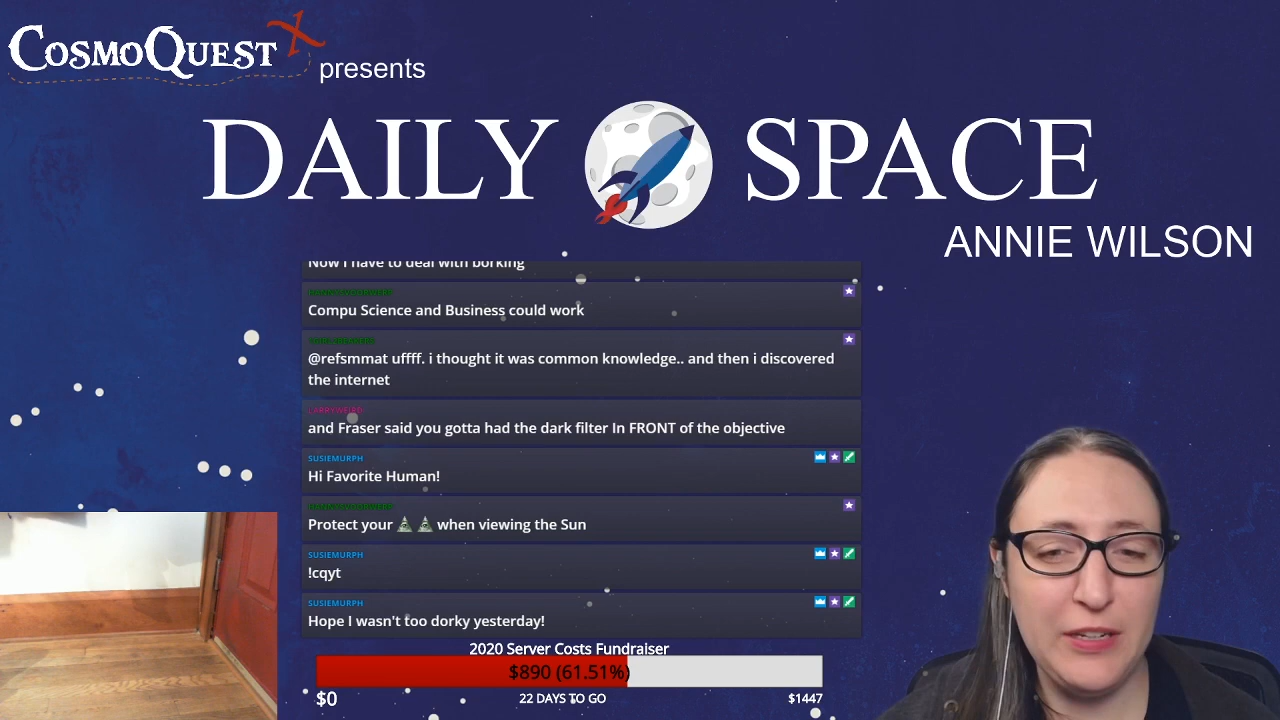 CosmoQuest X presents
DAILY SPACE
ANNIE WILSON
Now I have to deal with borking
Compu Science and Business could work
@refsmmat uffff. i thought it was common knowledge.. and then i discovered
the internet
LARRYWEIRD
and Fraser said you gotta had the dark filter In FRONT of the objective
SUSIEMURPH
Hi Favorite Human!
Protect your when viewing the Sun
SUSIEMURPH
!cqyt
SUSIEMURPH
Hope I wasn't too dorky yesterday!
2020 Server Costs Fundraiser
$890 (61.51%)
$0 22 DAYS TO GO $1447